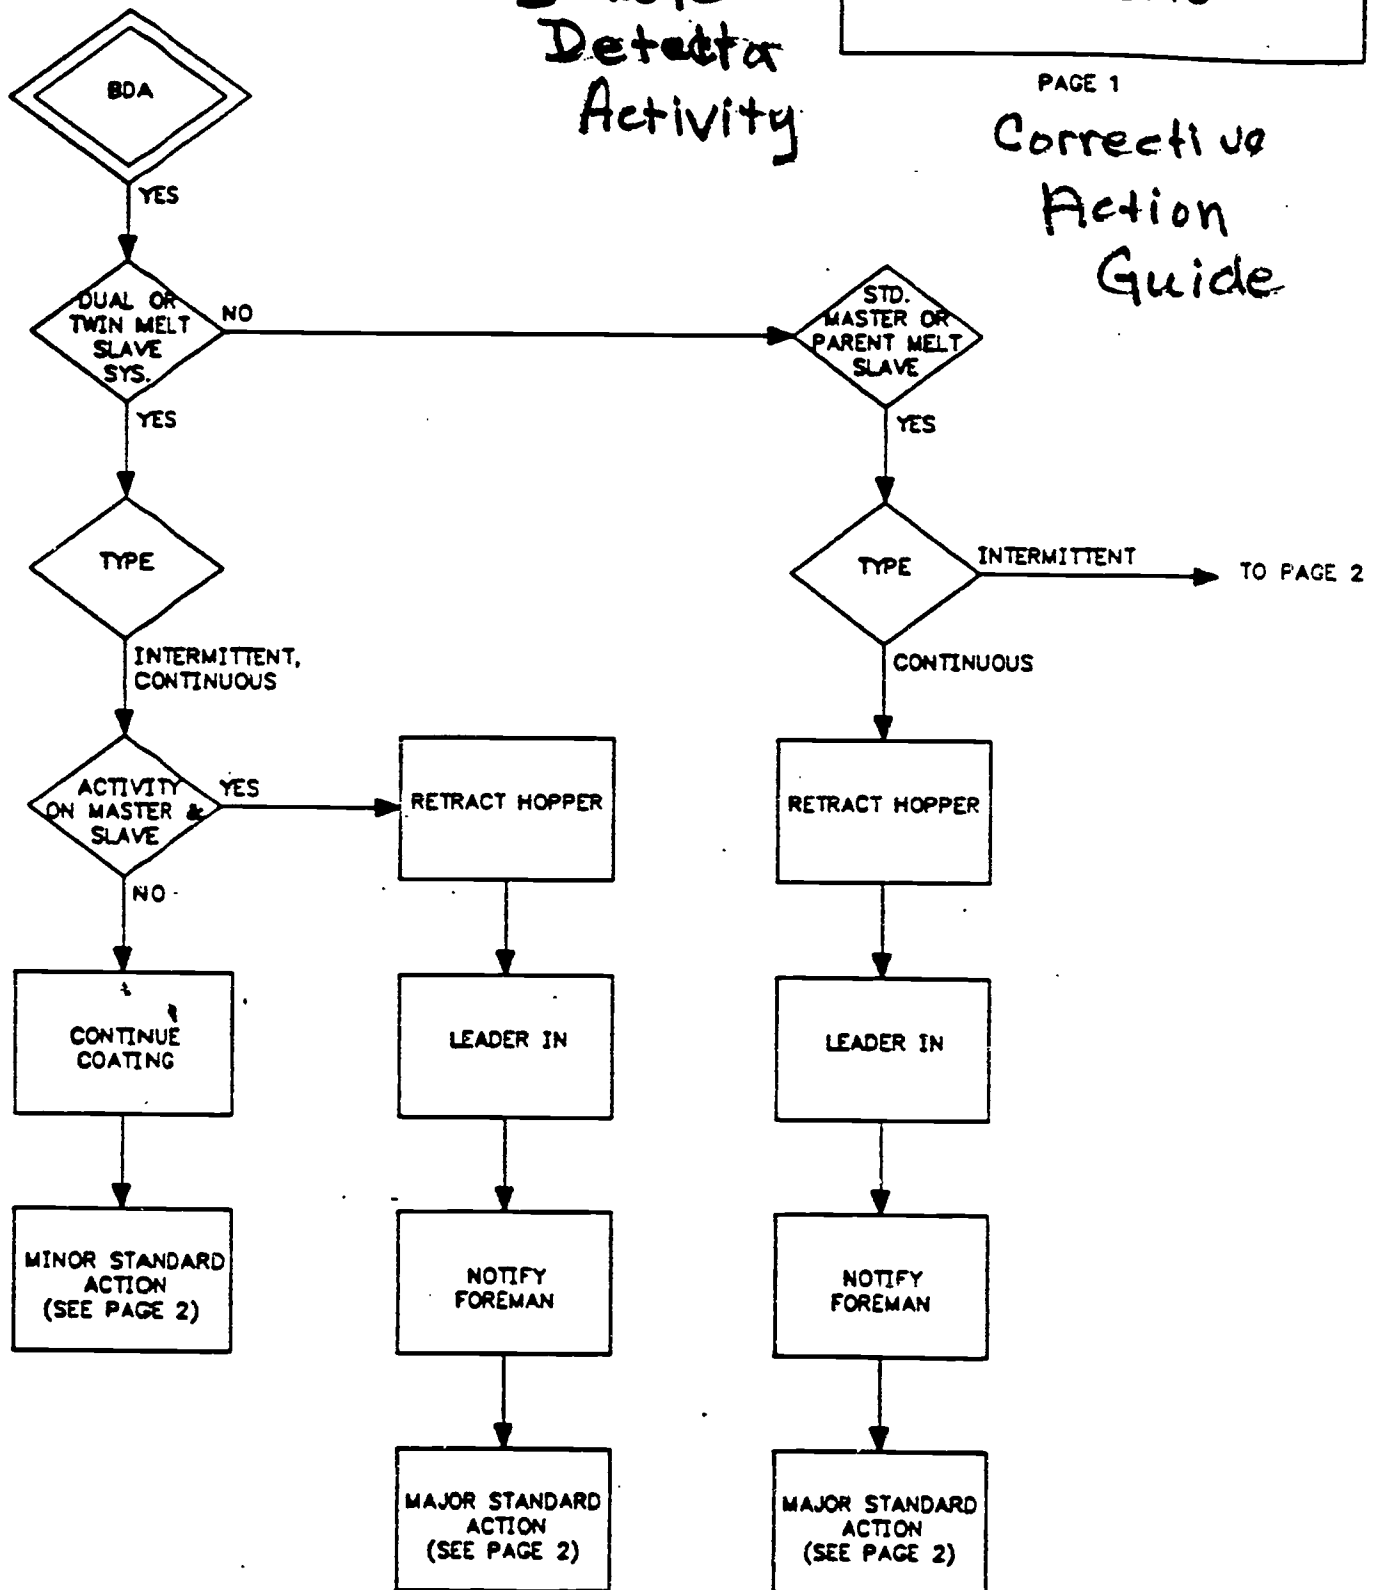 Detector
Activity
PAGE 1
Corrective
Action
Guide
BDA
YES
DUAL OR
TWIN MELT
SLAVE
SYS.
NO
STD.
MASTER OR
PARENT MELT
SLAVE
YES
YES
TYPE
TYPE
INTERMITTENT
TO PAGE 2
INTERMITTENT,
CONTINUOUS
CONTINUOUS
ACTIVITY
ON MASTER &
SLAVE
YES
RETRACT HOPPER
RETRACT HOPPER
NO
CONTINUE
COATING
LEADER IN
LEADER IN
MINOR STANDARD
ACTION
(SEE PAGE 2)
NOTIFY
FOREMAN
NOTIFY
FOREMAN
MAJOR STANDARD
ACTION
(SEE PAGE 2)
MAJOR STANDARD
ACTION
(SEE PAGE 2)